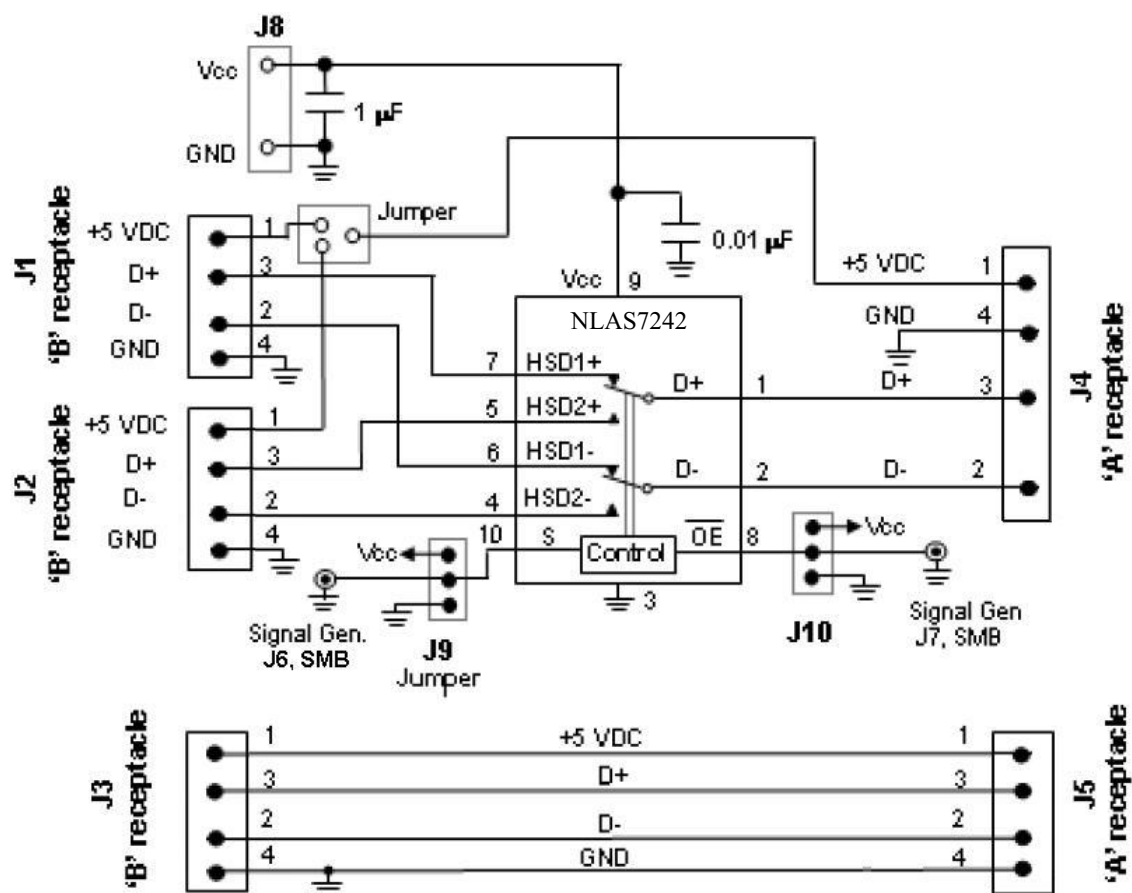 J8
Vcc
1 µF
GND
Jumper
J1
'B' receptacle
+5 VDC
1
D+
3
D-
2
GND
4
0.01 µF
Vcc
9
NLAS7242
J4
'A' receptacle
+5 VDC
1
GND
4
D+
3
D-
2
J2
'B' receptacle
+5 VDC
1
D+
3
D-
2
GND
4
7
HSD1+
D+
1
5
HSD2+
6
HSD1-
D-
2
4
HSD2-
10
S
Control
OE
8
3
Vcc
Signal Gen.
J6, SMB
J9
Jumper
Vcc
J10
Signal Gen
J7, SMB
J3
'B' receptacle
1
+5 VDC
1
3
D+
3
2
D-
2
4
GND
4
J5
'A' receptacle